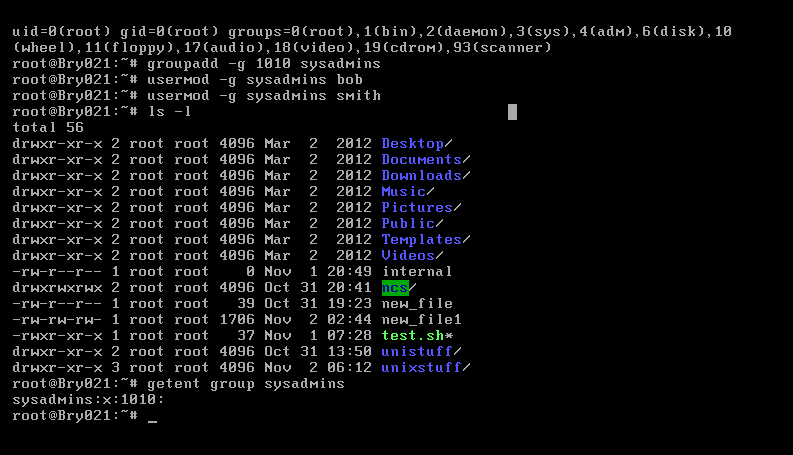 uid=0(root) gid=0(root) groups=0(root),1(bin),2(daemon),3(sys),4(adm),6(disk),10
(wheel),11(floppy),17(audio),18(video),19(cdrom),93(scanner)
root@Bry021:~# groupadd -g 1010 sysadmins
root@Bry021:~# usermod -g sysadmins bob
root@Bry021:~# usermod -g sysadmins smith
root@Bry021:~# ls -l
total 56
drwxr-xr-x 2 root root 4096 Mar  2  2012 Desktop/
drwxr-xr-x 2 root root 4096 Mar  2  2012 Documents/
drwxr-xr-x 2 root root 4096 Mar  2  2012 Downloads/
drwxr-xr-x 2 root root 4096 Mar  2  2012 Music/
drwxr-xr-x 2 root root 4096 Mar  2  2012 Pictures/
drwxr-xr-x 2 root root 4096 Mar  2  2012 Public/
drwxr-xr-x 2 root root 4096 Mar  2  2012 Templates/
drwxr-xr-x 2 root root 4096 Mar  2  2012 Videos/
-rw-r--r-- 1 root root    0 Nov  1 20:49 internal
drwxrwxrwx 2 root root 4096 Oct 31 20:41 ncs/
-rw-r--r-- 1 root root   39 Oct 31 19:23 new_file
-rw-rw-rw- 1 root root 1706 Nov  2 02:44 new_file1
-rwxr-xr-x 1 root root   37 Nov  1 07:28 test.sh*
drwxr-xr-x 2 root root 4096 Oct 31 13:50 unistuff/
drwxr-xr-x 3 root root 4096 Nov  2 06:12 unixstuff/
root@Bry021:~# getent group sysadmins
sysadmins:x:1010:
root@Bry021:~# _